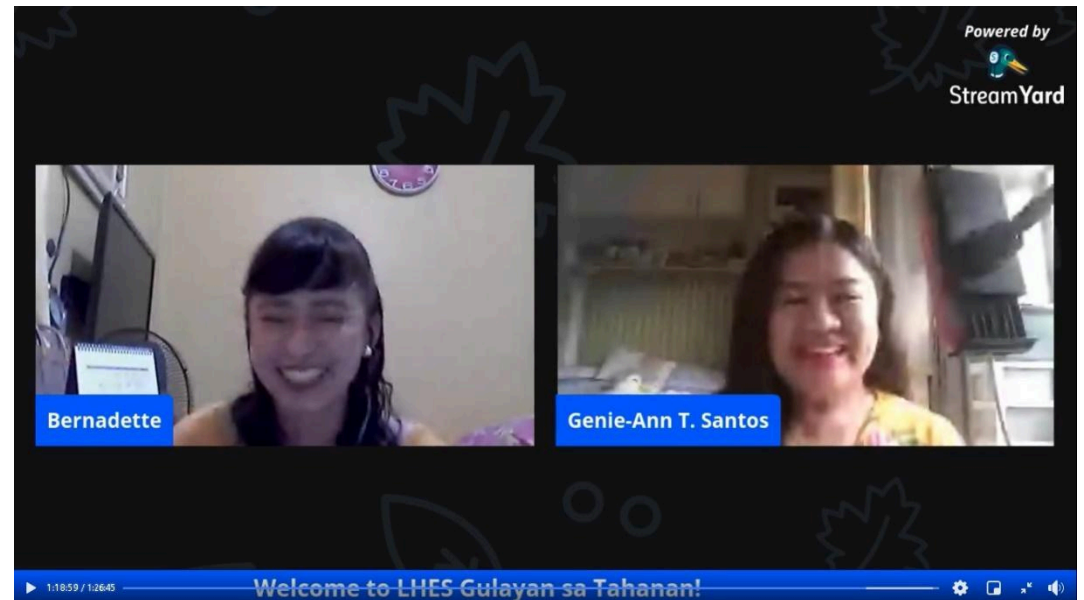 Powered by
StreamYard
Bernadette
Genie-Ann T. Santos
1:18:59 / 1:26:45
Welcome to LHES Gulayan sa Tahanan!